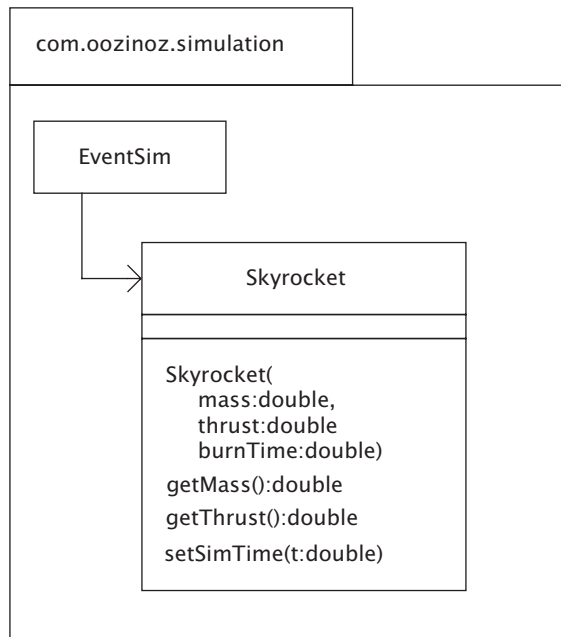 com.oozinoz.simulation
EventSim
Skyrocket
Skyrocket(
mass:double,
thrust:double
burnTime:double)
getMass():double
getThrust():double
setSimTime(t:double)